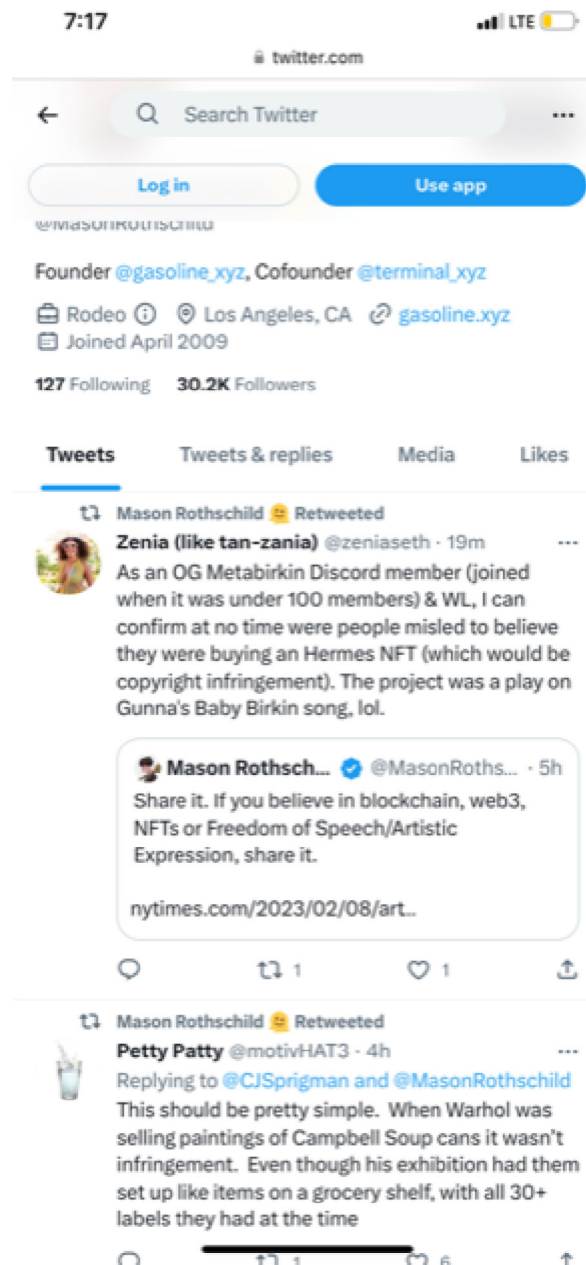 7:17
LTE
twitter.com
Search Twitter
Log in
Use app
@MasonRothschild
Founder @gasoline_xyz, Cofounder @terminal_xyz
Rodeo Los Angeles, CA gasoline.xyz
Joined April 2009
127 Following 30.2K Followers
Tweets Tweets & replies Media Likes
Mason Rothschild Retweeted
Zenia (like tan-zania) @zeniaseth · 19m
As an OG Metabirkin Discord member (joined
when it was under 100 members) & WL, I can
confirm at no time were people misled to believe
they were buying an Hermes NFT (which would be
copyright infringement). The project was a play on
Gunna's Baby Birkin song, lol.
Mason Rothsch... @MasonRoths... · 5h
Share it. If you believe in blockchain, web3,
NFTs or Freedom of Speech/Artistic
Expression, share it.
nytimes.com/2023/02/08/art...
1 1
Mason Rothschild Retweeted
Petty Patty @motivHAT3 · 4h
Replying to @CJSprigman and @MasonRothschild
This should be pretty simple. When Warhol was
selling paintings of Campbell Soup cans it wasn't
infringement. Even though his exhibition had them
set up like items on a grocery shelf, with all 30+
labels they had at the time
1 6